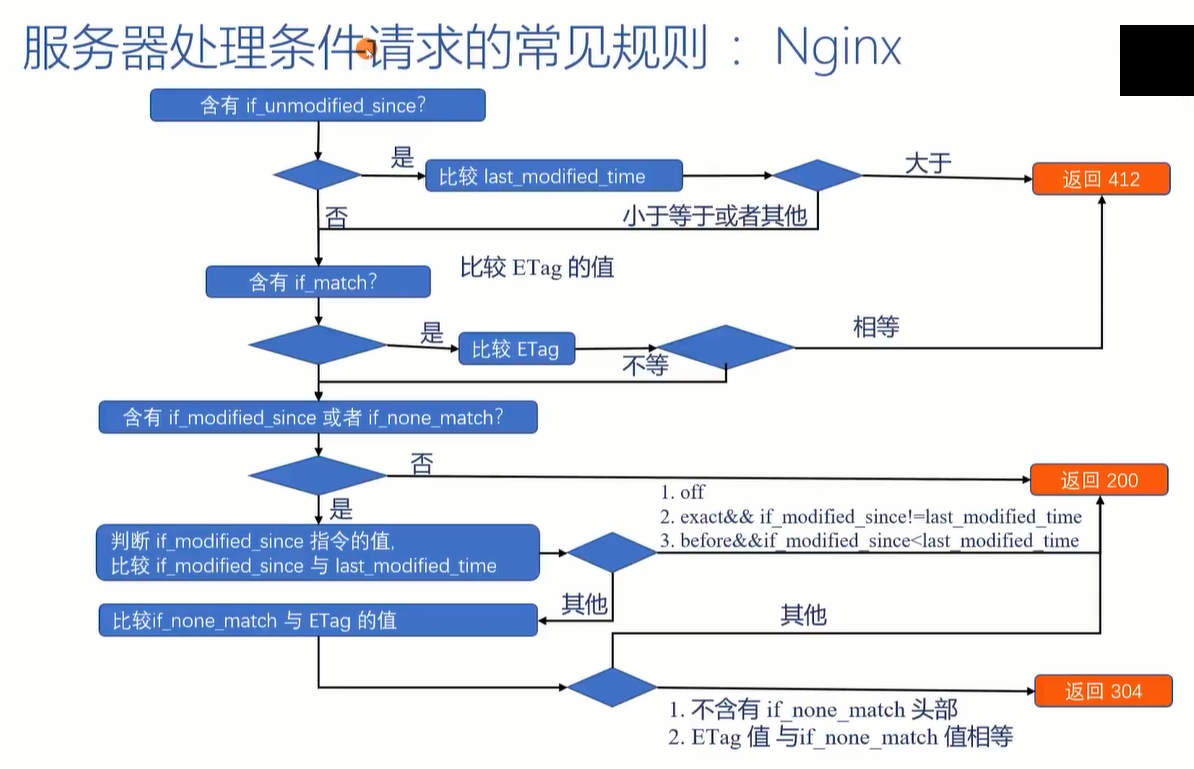 服务器处理条件请求的常见规则 ：Nginx
含有 if_unmodified_since?
是
比较 last_modified_time
大于
返回 412
否
小于等于或者其他
含有 if_match?
比较 ETag 的值
是
比较 ETag
不等
相等
含有 if_modified_since 或者 if_none_match?
否
返回 200
是
1. off
2. exact&& if_modified_since!=last_modified_time
3. before&&if_modified_since<last_modified_time
判断 if_modified_since 指令的值,
比较 if_modified_since 与 last_modified_time
其他
比较if_none_match 与 ETag 的值
其他
返回 304
1. 不含有 if_none_match 头部
2. ETag 值 与if_none_match 值相等